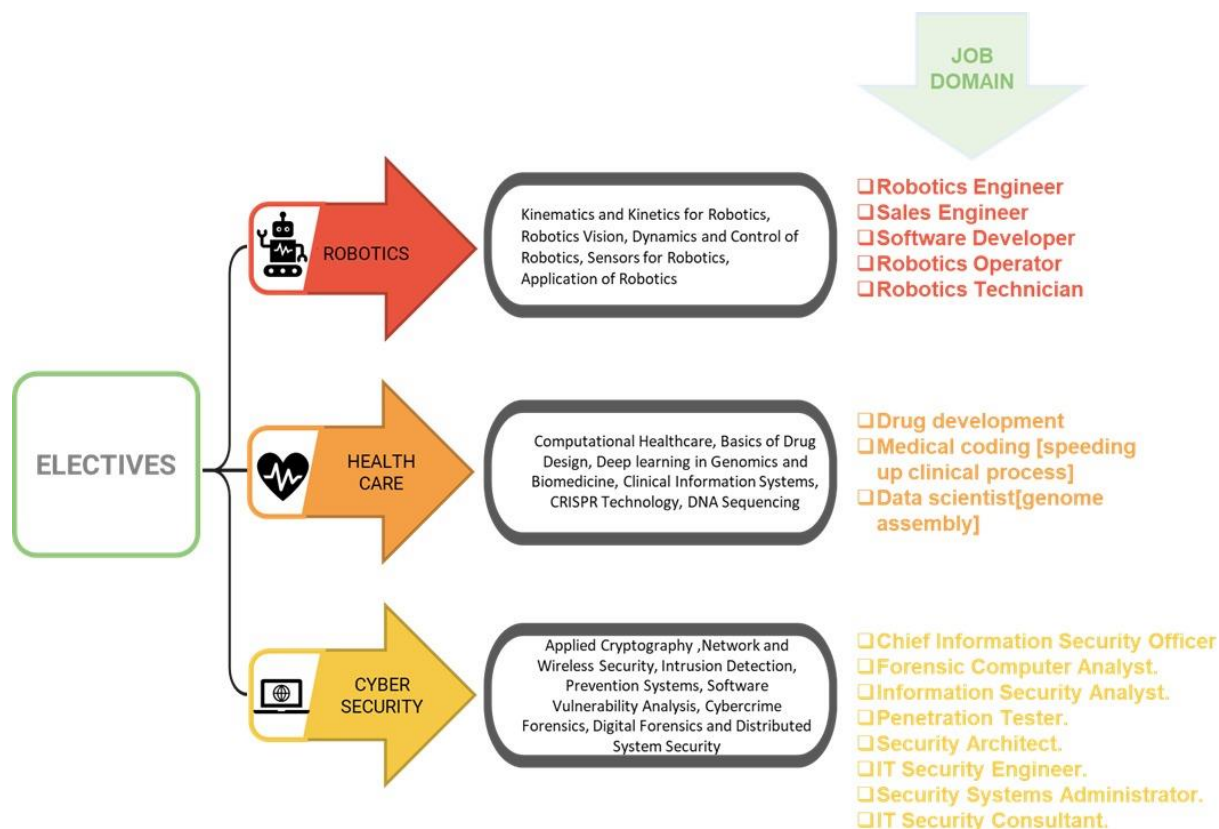 JOB
DOMAIN
ROBOTICS
Kinematics and Kinetics for Robotics,
Robotics Vision, Dynamics and Control of
Robotics, Sensors for Robotics,
Application of Robotics
❑Robotics Engineer
❑Sales Engineer
❑Software Developer
❑Robotics Operator
❑Robotics Technician
ELECTIVES
HEALTH
CARE
Computational Healthcare, Basics of Drug
Design, Deep learning in Genomics and
Biomedicine, Clinical Information Systems,
CRISPR Technology, DNA Sequencing
❑Drug development
❑Medical coding [speeding
up clinical process]
❑Data scientist[genome
assembly]
CYBER
SECURITY
Applied Cryptography ,Network and
Wireless Security, Intrusion Detection,
Prevention Systems, Software
Vulnerability Analysis, Cybercrime
Forensics, Digital Forensics and Distributed
System Security
❑Chief Information Security Officer
❑Forensic Computer Analyst.
❑Information Security Analyst.
❑Penetration Tester.
❑Security Architect.
❑IT Security Engineer.
❑Security Systems Administrator.
❑IT Security Consultant.